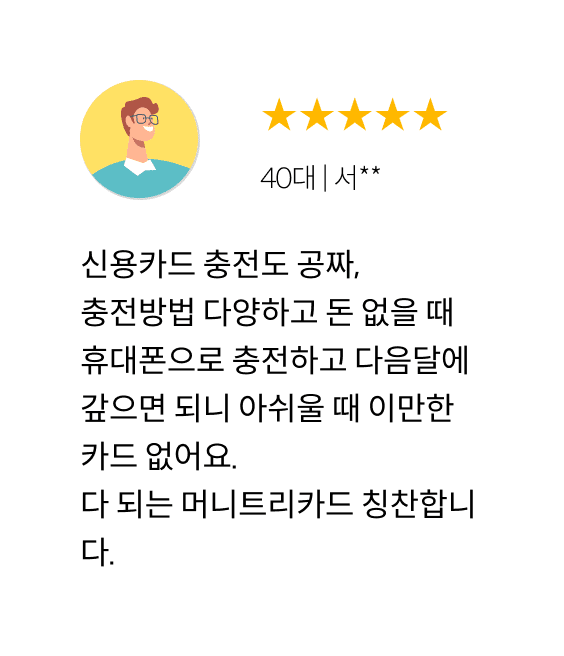 ★★★★★
40대 | 서**
신용카드 충전도 공짜,
충전방법 다양하고 돈 없을 때
휴대폰으로 충전하고 다음달에
갚으면 되니 아쉬울 때 이만한
카드 없어요.
다 되는 머니트리카드 칭찬합니
다.